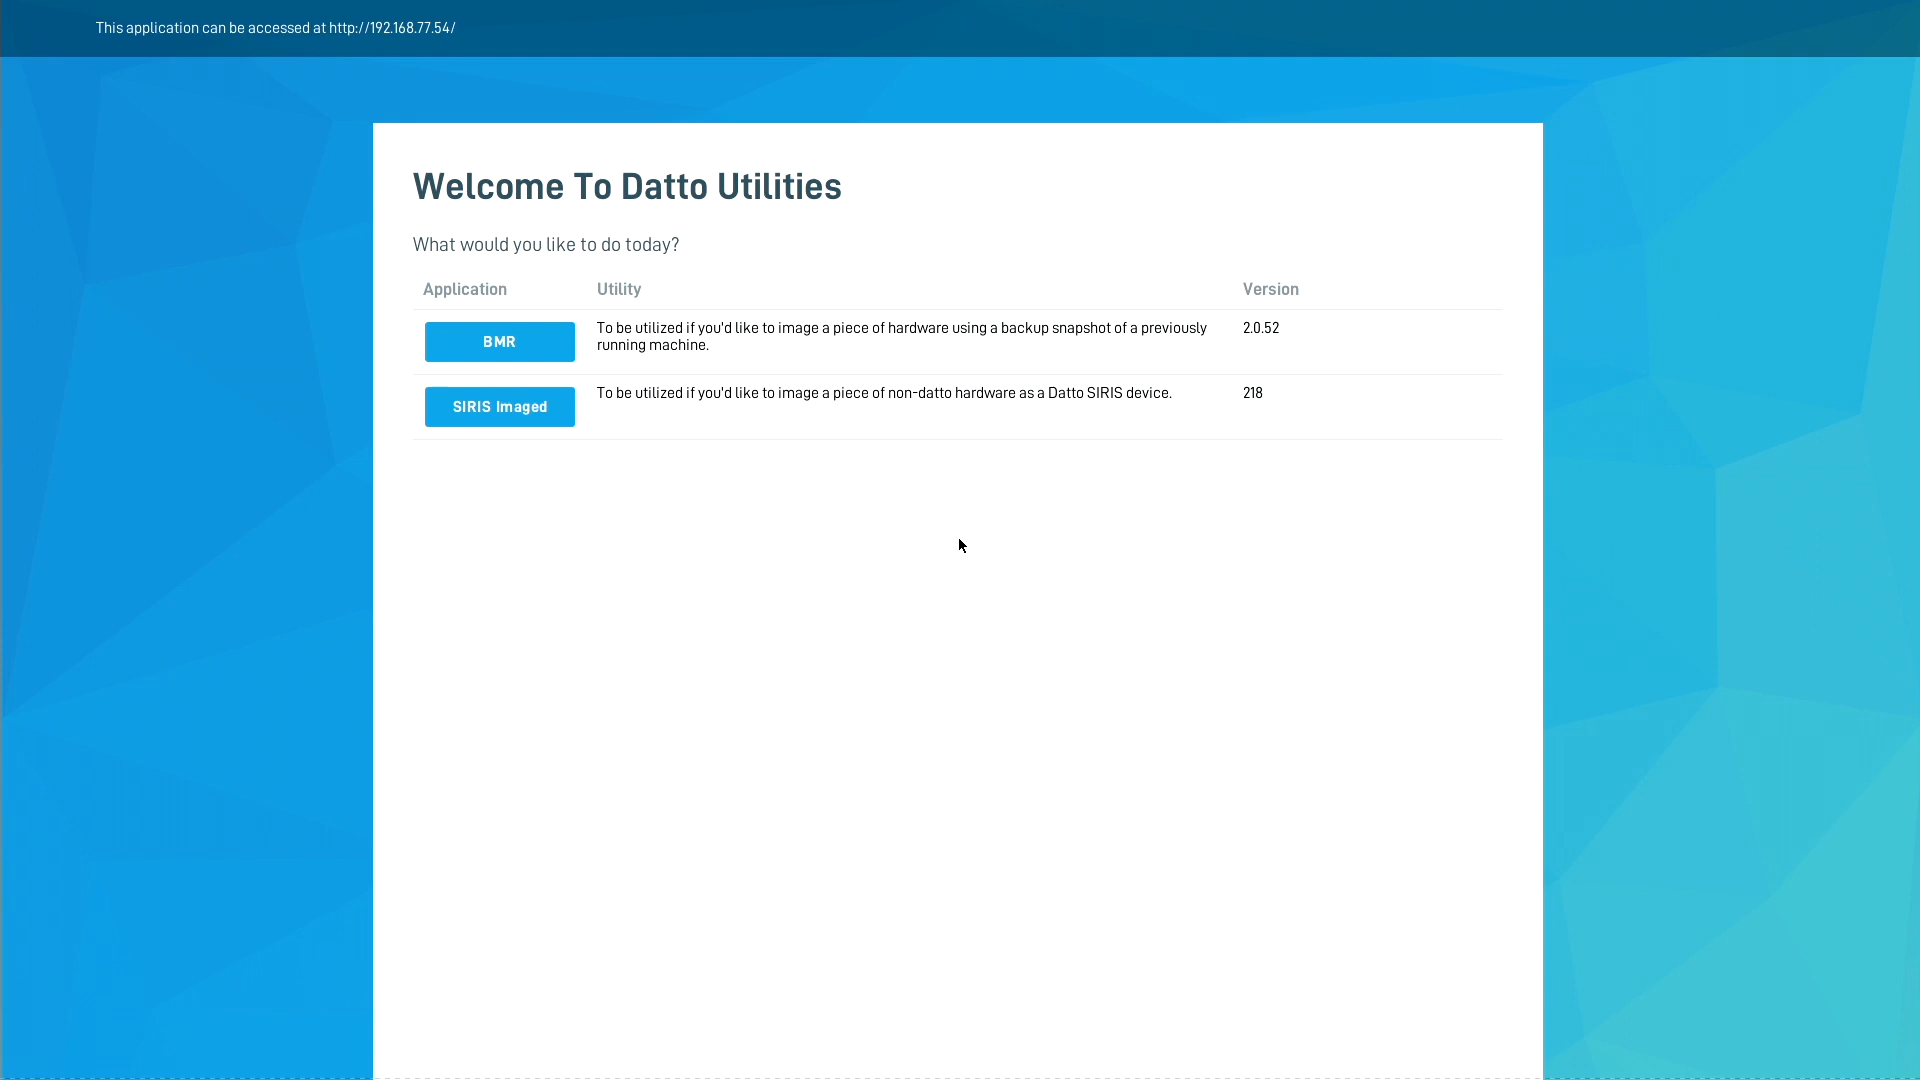 This application can be accessed at http://192.168.77.54/
Welcome To Datto Utilities
What would you like to do today?
Application Utility Version
BMR To be utilized if you'd like to image a piece of hardware using a backup snapshot of a previously 2.0.52
running machine.
SIRIS Imaged To be utilized if you'd like to image a piece of non-datto hardware as a Datto SIRIS device. 218